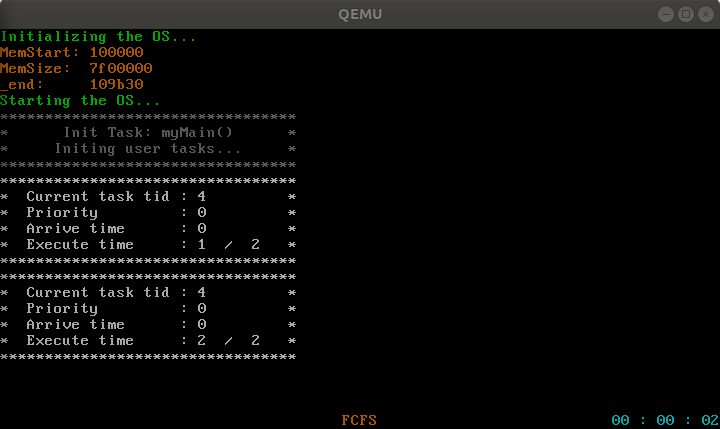 QEMU
Initializing the OS...
MemStart: 100000
MemSize:  7f00000
_end:     109b30
Starting the OS...
*********************************
*      Init Task: myMain()      *
*     Initing user tasks...     *
*********************************
*********************************
*  Current task tid : 4         *
*  Priority         : 0         *
*  Arrive time      : 0         *
*  Execute time     : 1  /  2   *
*********************************
*********************************
*  Current task tid : 4         *
*  Priority         : 0         *
*  Arrive time      : 0         *
*  Execute time     : 2  /  2   *
*********************************
FCFS 00 : 00 : 02